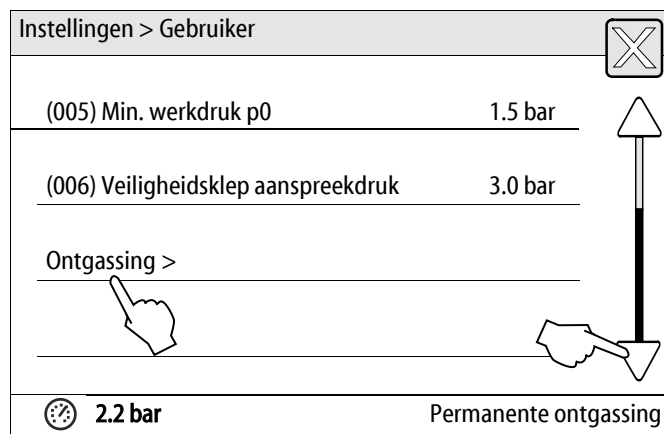 Instellingen > Gebruiker
X
(005) Min. werkdruk p0 1.5 bar
(006) Veiligheidsklep aanspreekdruk 3.0 bar
Ontgassing >
2.2 bar Permanente ontgassing